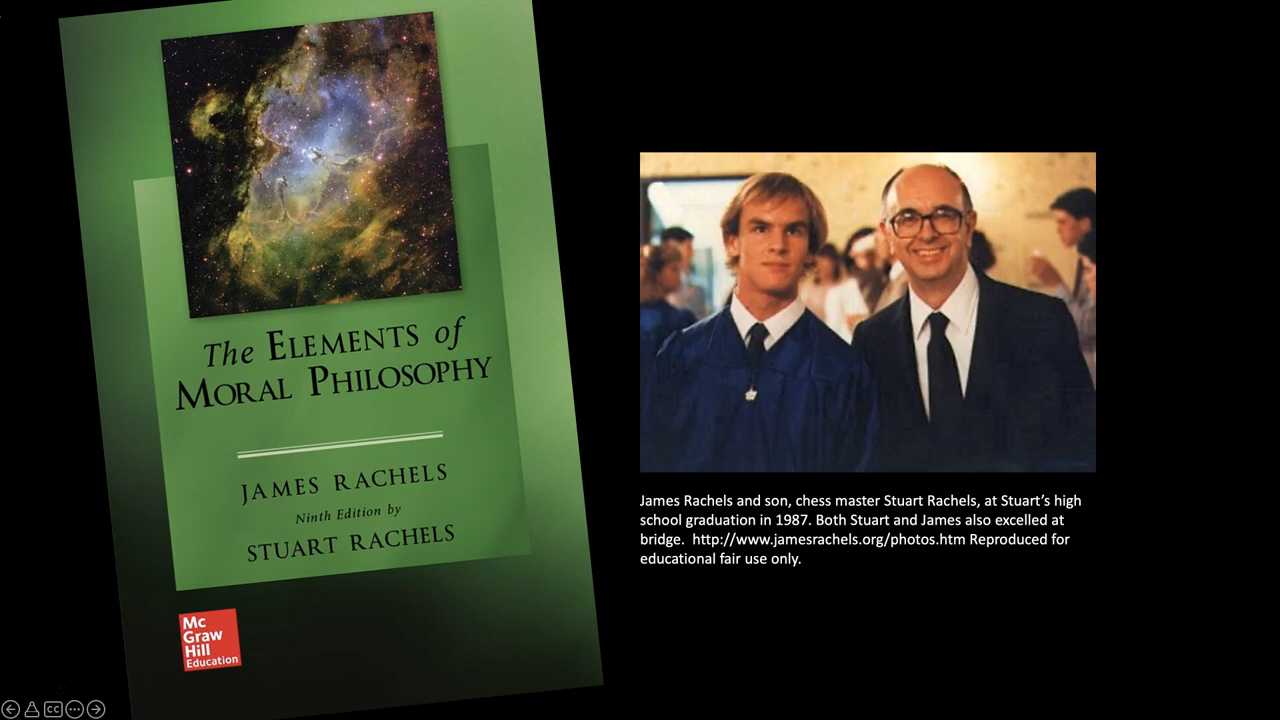 The ELEMENTS of
MORAL PHILOSOPHY
JAMES RACHELS
Ninth Edition by
STUART RACHELS
Mc
Graw
Hill
Education
James Rachels and son, chess master Stuart Rachels, at Stuart’s high
school graduation in 1987. Both Stuart and James also excelled at
bridge.  http://www.jamesrachels.org/photos.htm Reproduced for
educational fair use only.
CC